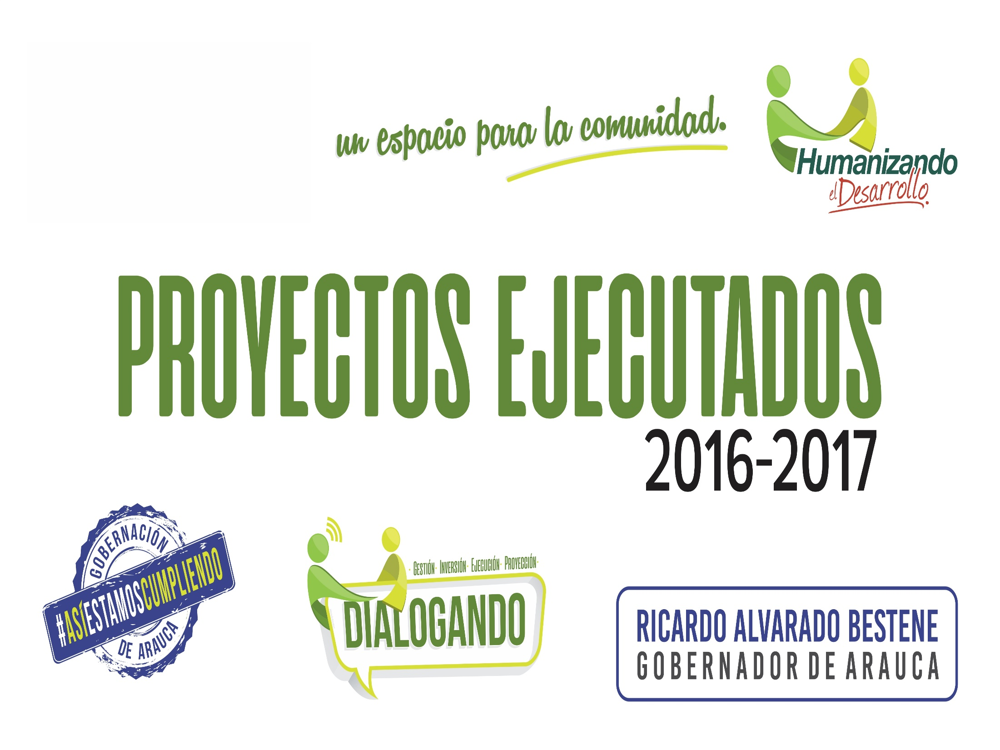 un espacio para la comunidad.
Humanizando
el Desarrollo.
PROYECTOS EJECUTADOS
2016-2017
GOBERNACIÓN
#ASÍESTAMOSCUMPLIENDO
DE ARAUCA
· GESTIÓN · INVERSIÓN · EJECUCIÓN · PROYECCIÓN ·
DIALOGANDO
RICARDO ALVARADO BESTENE
GOBERNADOR DE ARAUCA